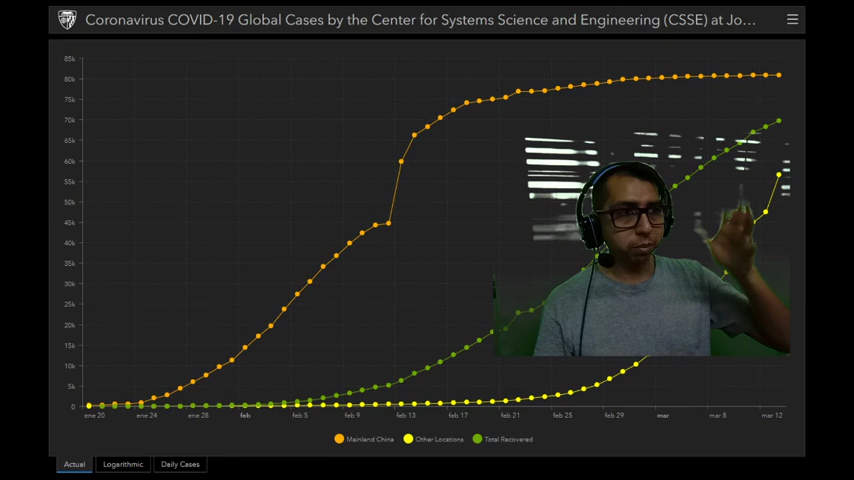 Coronavirus COVID-19 Global Cases by the Center for Systems Science and Engineering (CSSE) at Jo...
85k
80k
75k
70k
65k
60k
55k
50k
45k
40k
35k
30k
25k
20k
15k
10k
5k
0
ene 20 ene 24 ene 28 feb feb 5 feb 9 feb 13 feb 17 feb 21 feb 25 feb 29 mar mar 8 mar 12
Mainland China Other Locations Total Recovered
Actual Logarithmic Daily Cases